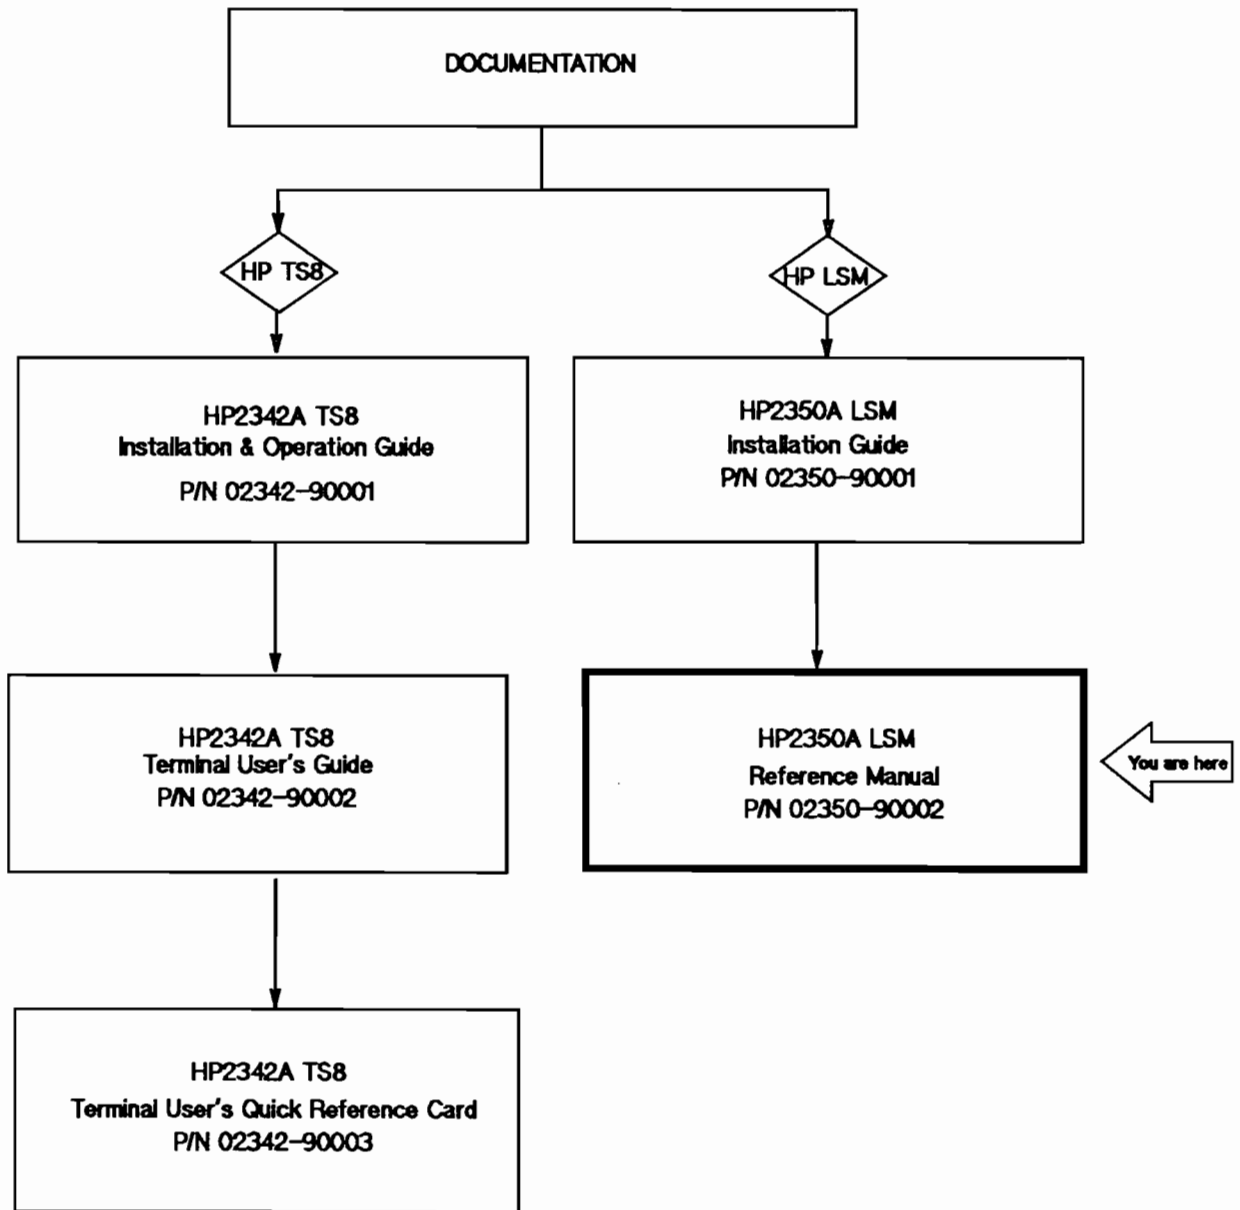 DOCUMENTATION
HP TS8
HP LSM
HP2342A TS8
Installation & Operation Guide
P/N 02342-90001
HP2350A LSM
Installation Guide
P/N 02350-90001
HP2342A TS8
Terminal User's Guide
P/N 02342-90002
HP2350A LSM
Reference Manual
P/N 02350-90002
You are here
HP2342A TS8
Terminal User's Quick Reference Card
P/N 02342-90003